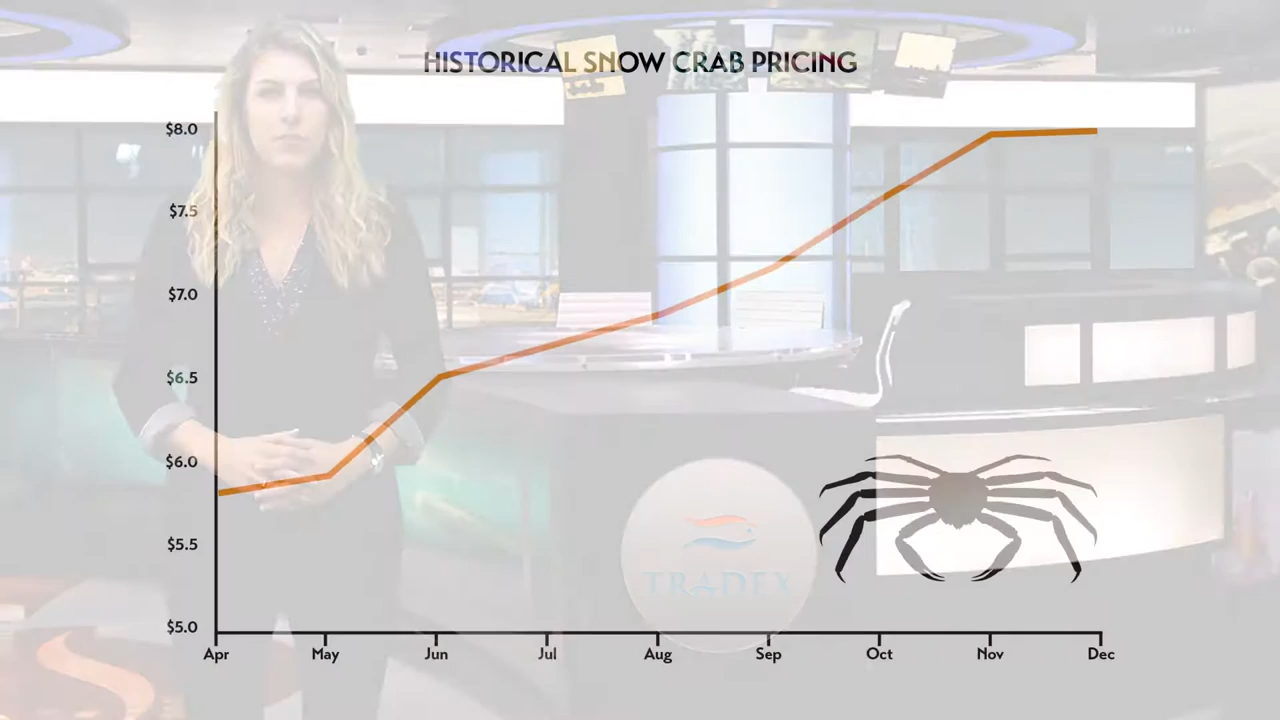 HISTORICAL SNOW CRAB PRICING
$8.0
$7.5
$7.0
$6.5
$6.0
$5.5
$5.0
Apr May Jun Jul Aug Sep Oct Nov Dec
TRADEX